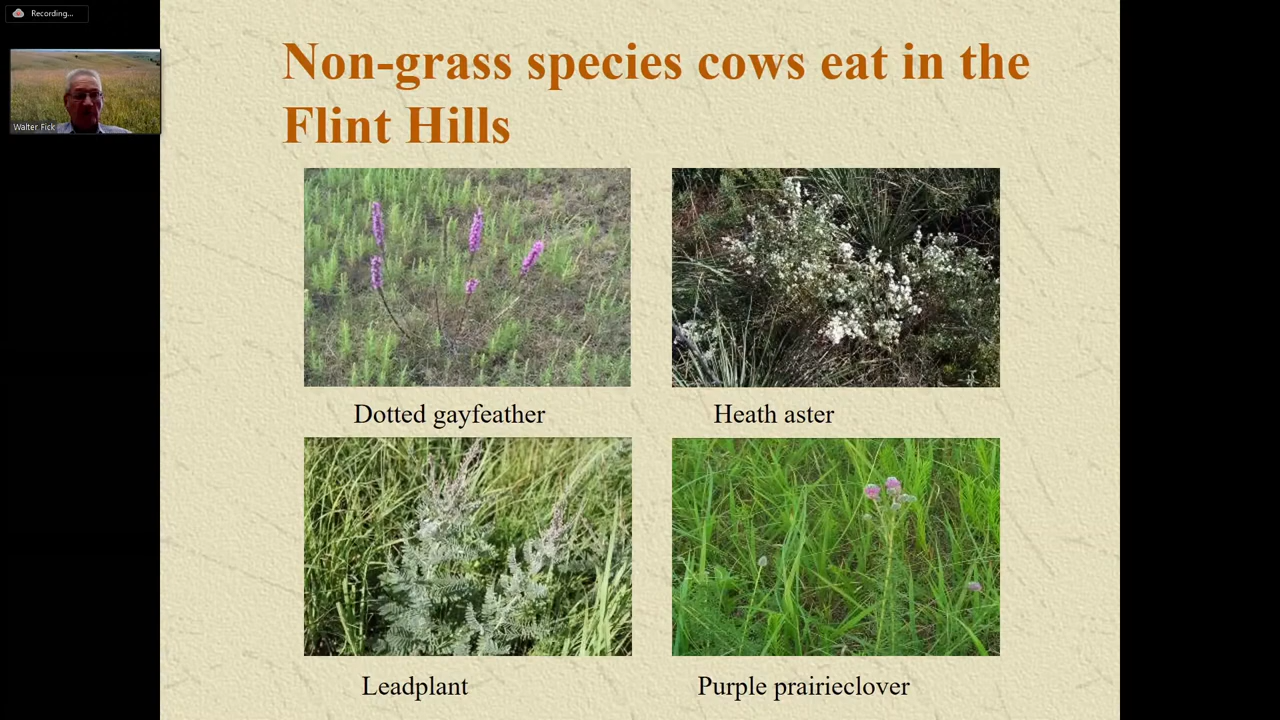 Recording...
Walter Fick
Non-grass species cows eat in the
Flint Hills
Dotted gayfeather
Heath aster
Leadplant
Purple prairieclover